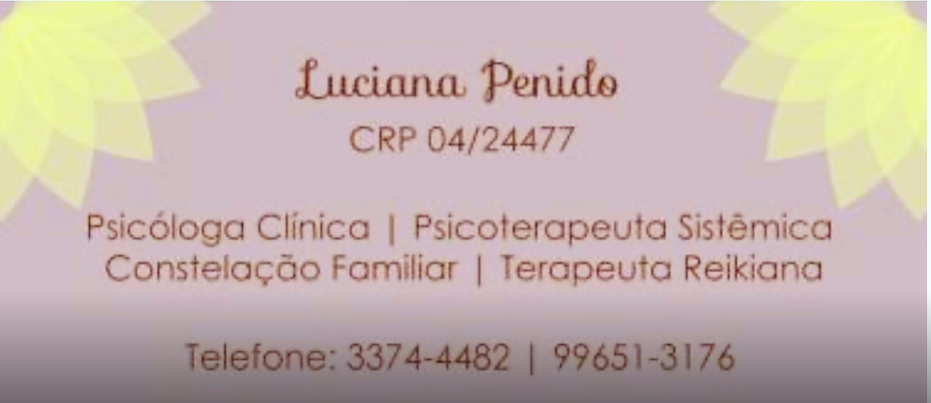 Luciana Penido
CRP 04/24477
Psicóloga Clínica | Psicoterapeuta Sistêmica
Constelação Familiar | Terapeuta Reikiana
Telefone: 3374-4482 | 99651-3176